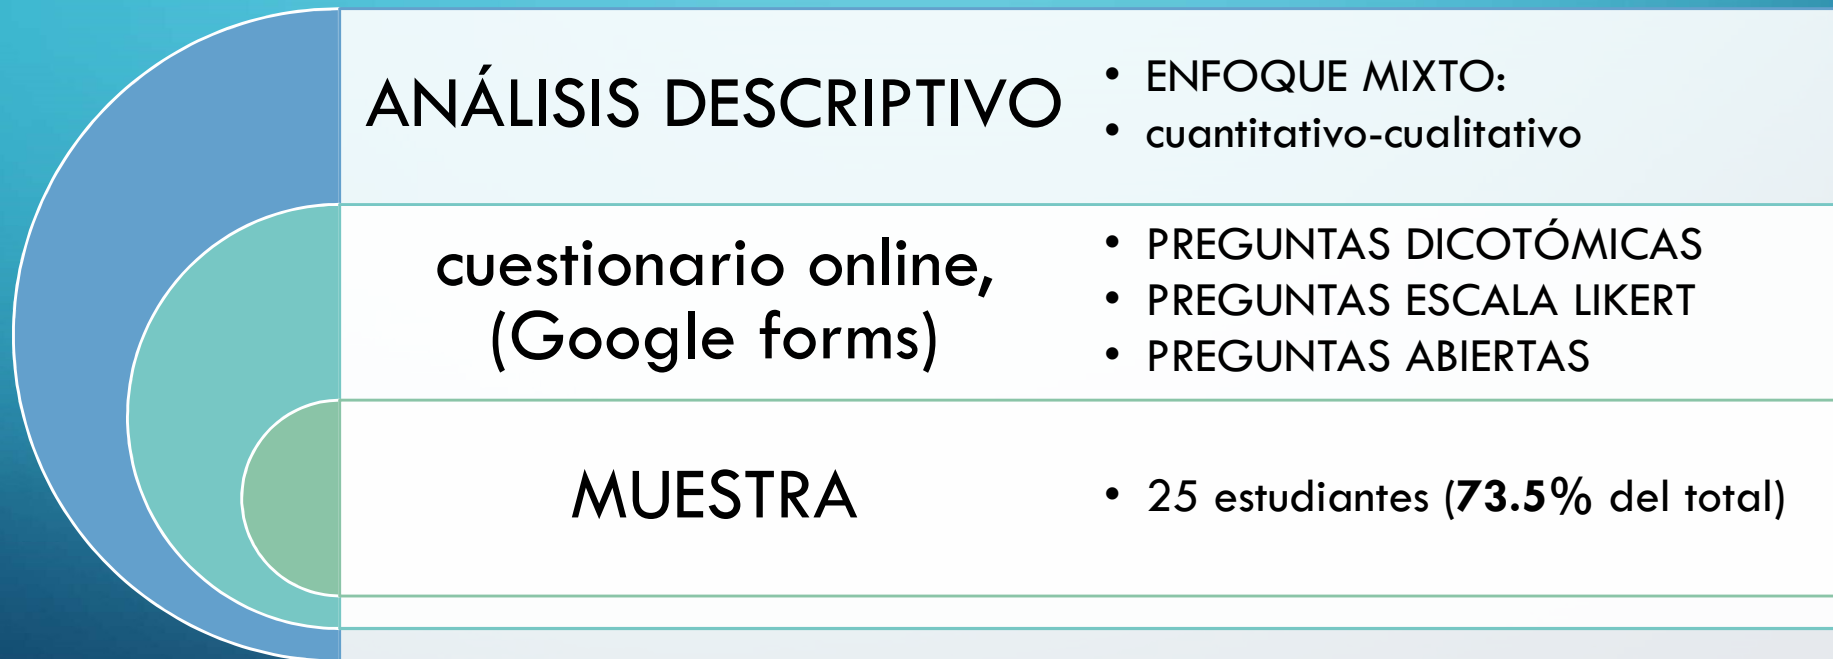 ANÁLISIS DESCRIPTIVO
• ENFOQUE MIXTO:
• cuantitativo-cualitativo
cuestionario online,
(Google forms)
• PREGUNTAS DICOTÓMICAS
• PREGUNTAS ESCALA LIKERT
• PREGUNTAS ABIERTAS
MUESTRA
• 25 estudiantes (73.5% del total)